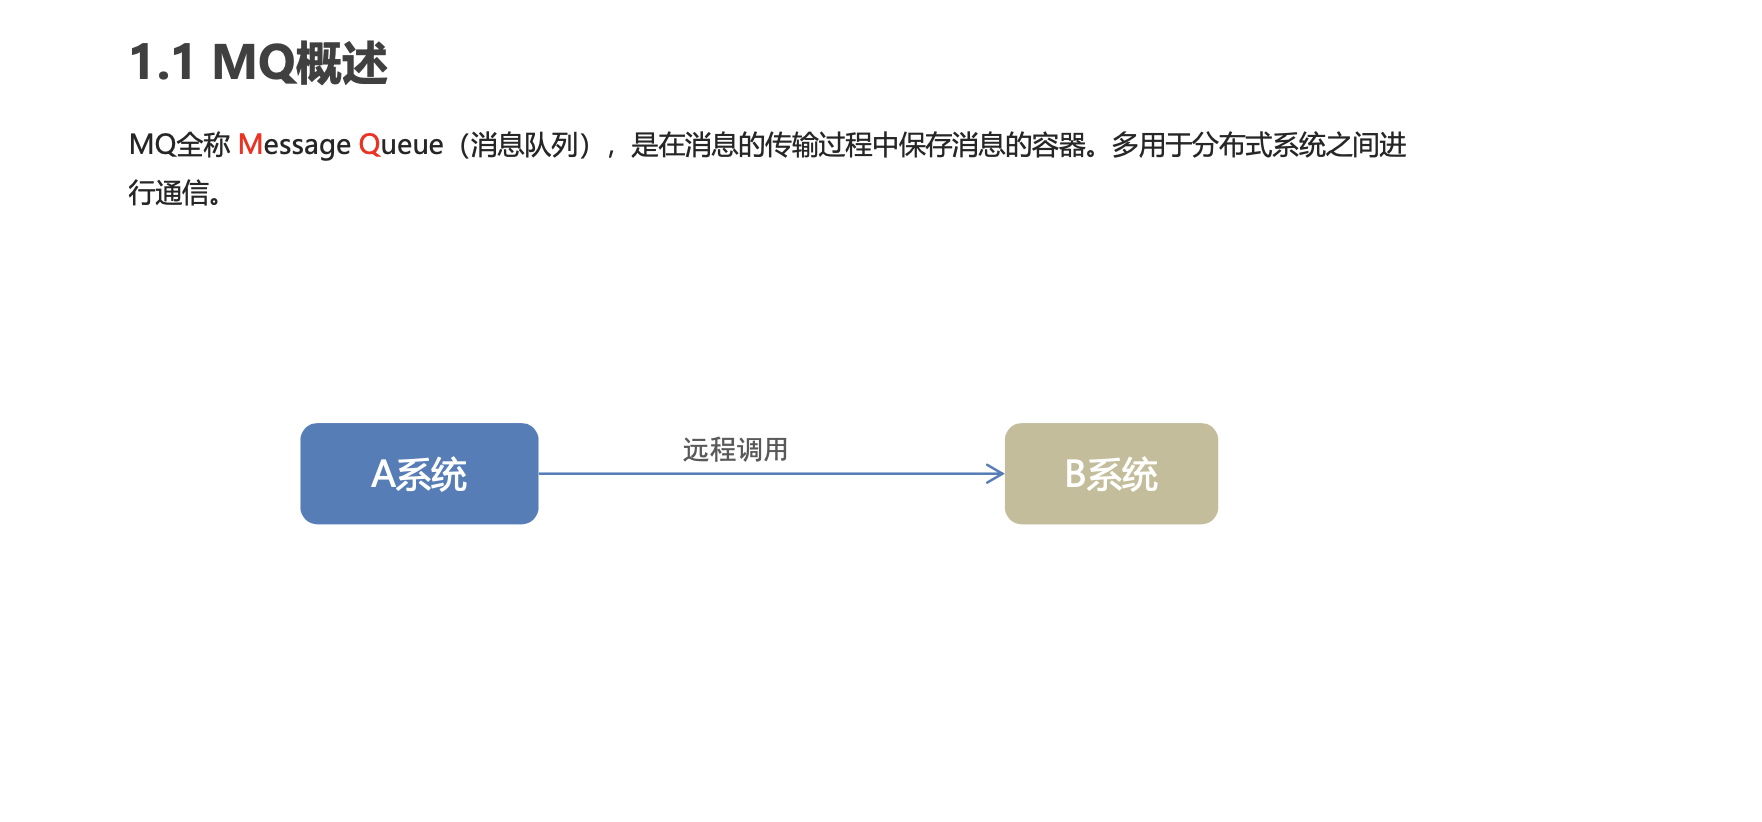 1.1 MQ概述
MQ全称 Message Queue（消息队列），是在消息的传输过程中保存消息的容器。多用于分布式系统之间进
行通信。
远程调用
A系统
B系统